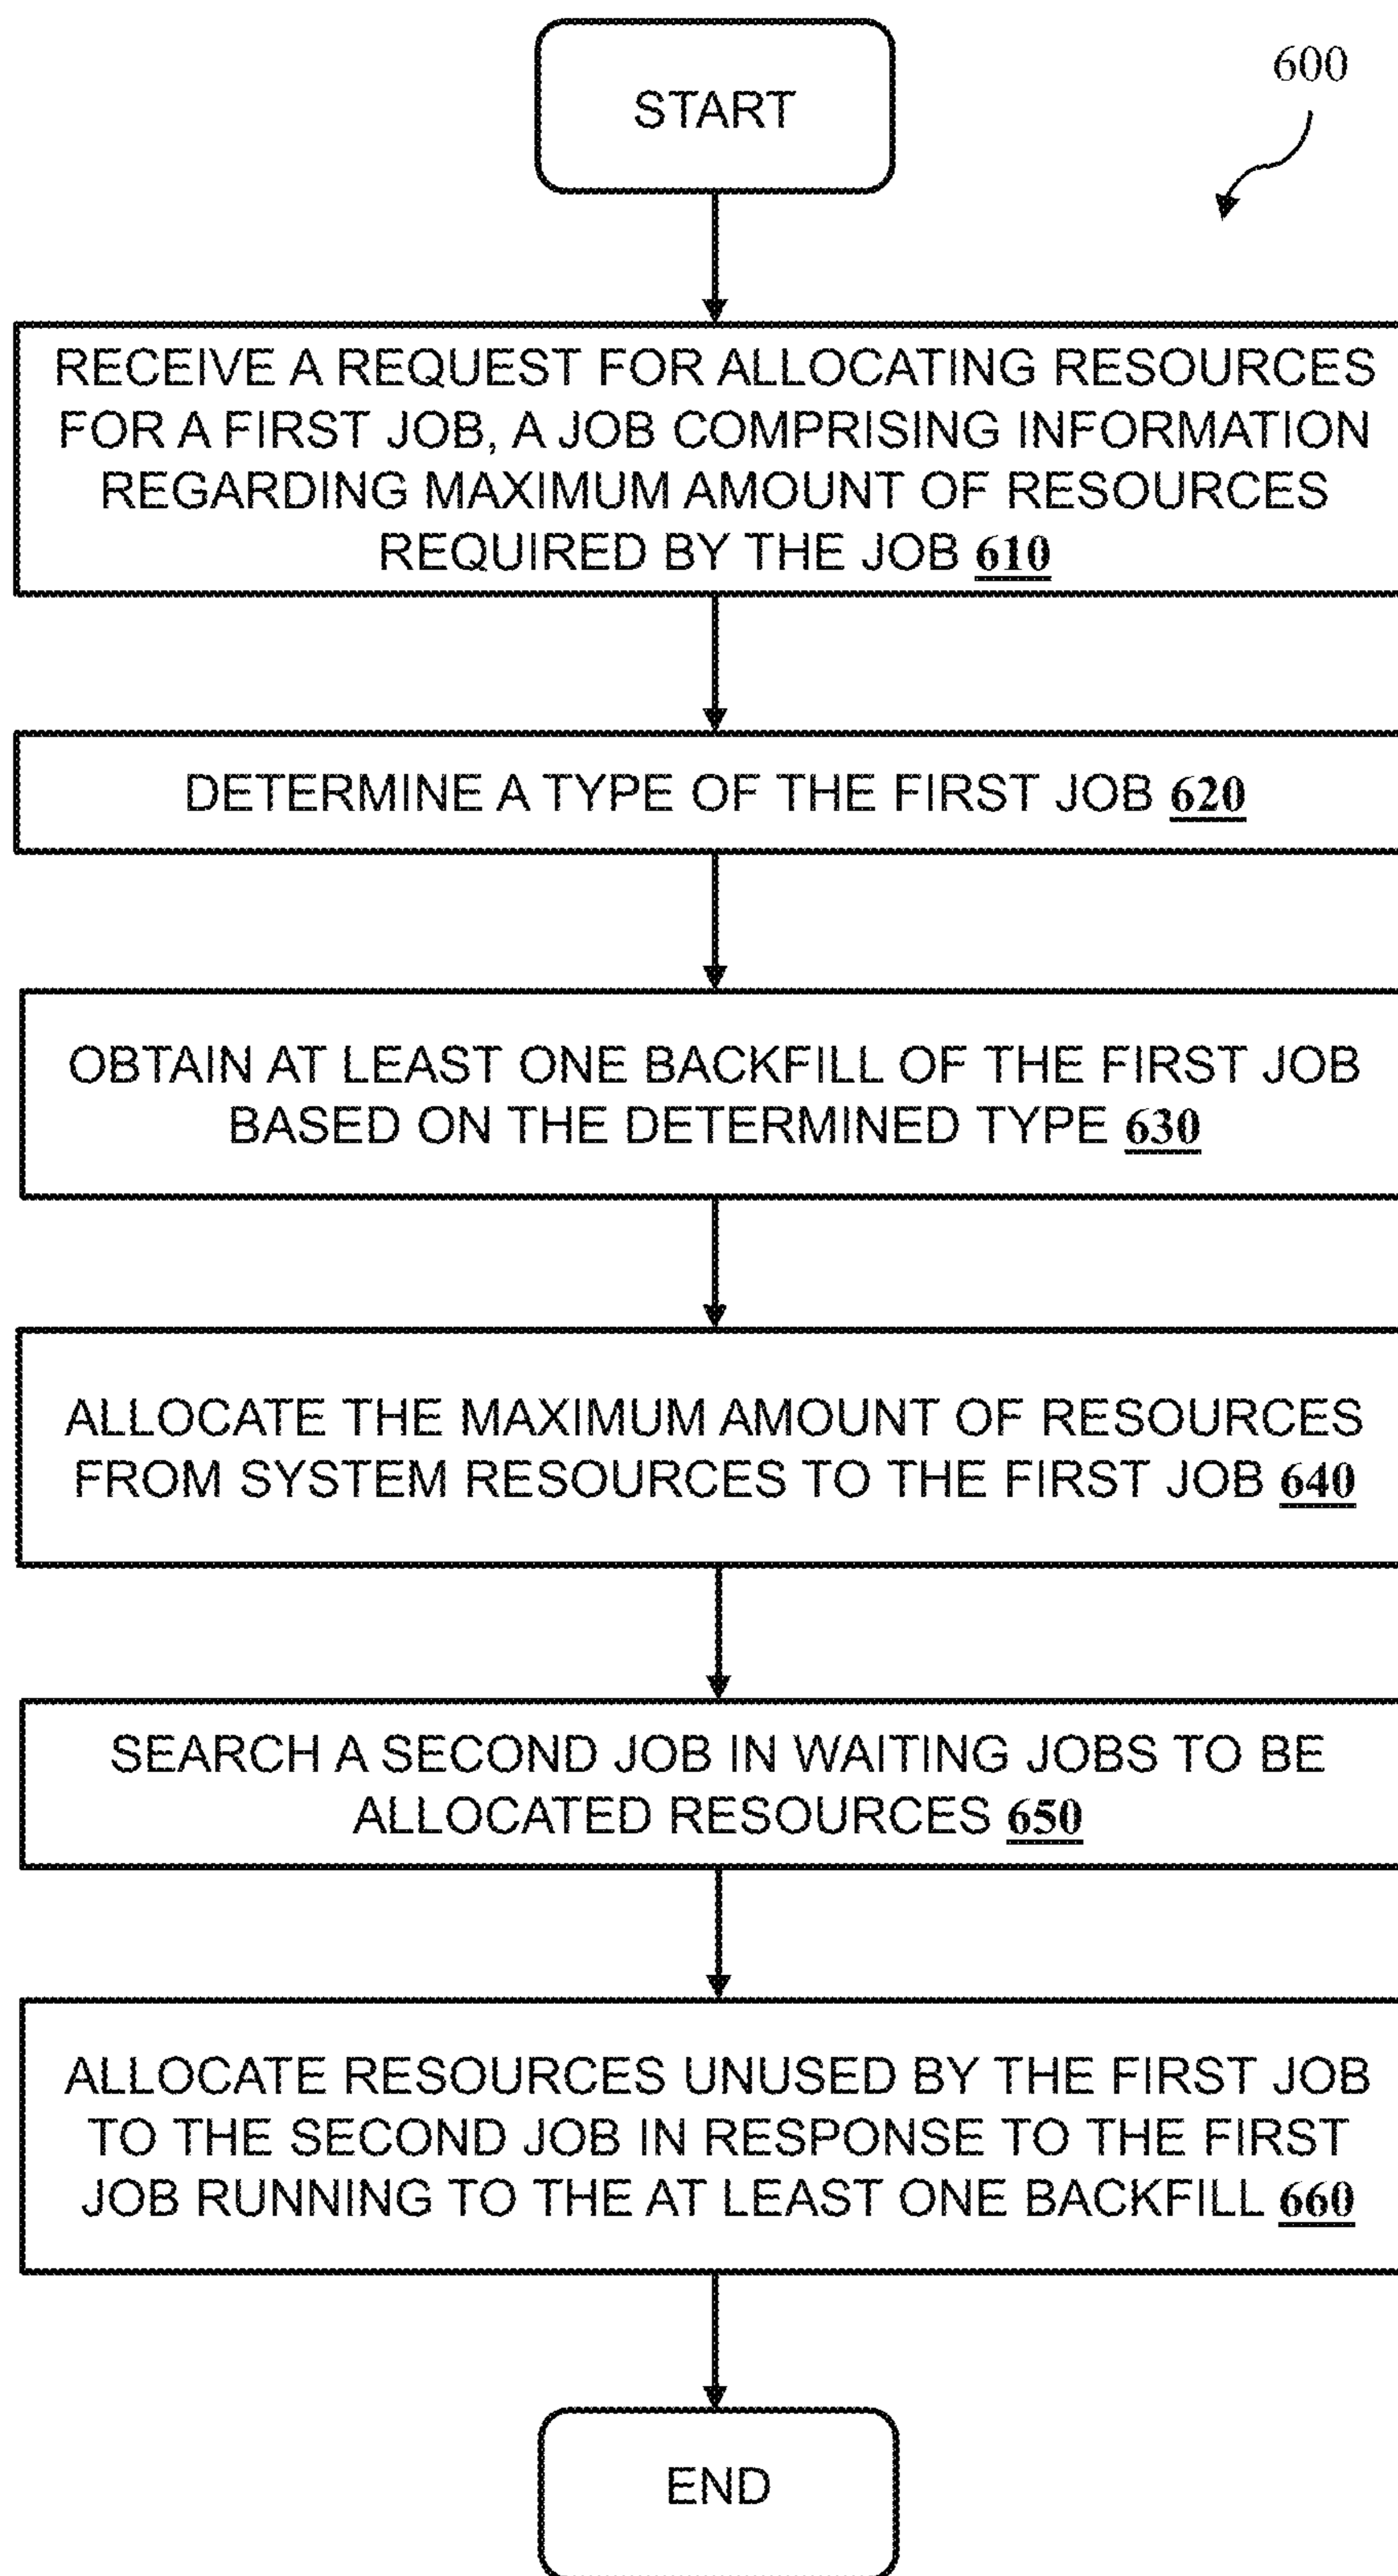 START
600
RECEIVE A REQUEST FOR ALLOCATING RESOURCES
FOR A FIRST JOB, A JOB COMPRISING INFORMATION
REGARDING MAXIMUM AMOUNT OF RESOURCES
REQUIRED BY THE JOB 610
DETERMINE A TYPE OF THE FIRST JOB 620
OBTAIN AT LEAST ONE BACKFILL OF THE FIRST JOB
BASED ON THE DETERMINED TYPE 630
ALLOCATE THE MAXIMUM AMOUNT OF RESOURCES
FROM SYSTEM RESOURCES TO THE FIRST JOB 640
SEARCH A SECOND JOB IN WAITING JOBS TO BE
ALLOCATED RESOURCES 650
ALLOCATE RESOURCES UNUSED BY THE FIRST JOB
TO THE SECOND JOB IN RESPONSE TO THE FIRST
JOB RUNNING TO THE AT LEAST ONE BACKFILL 660
END